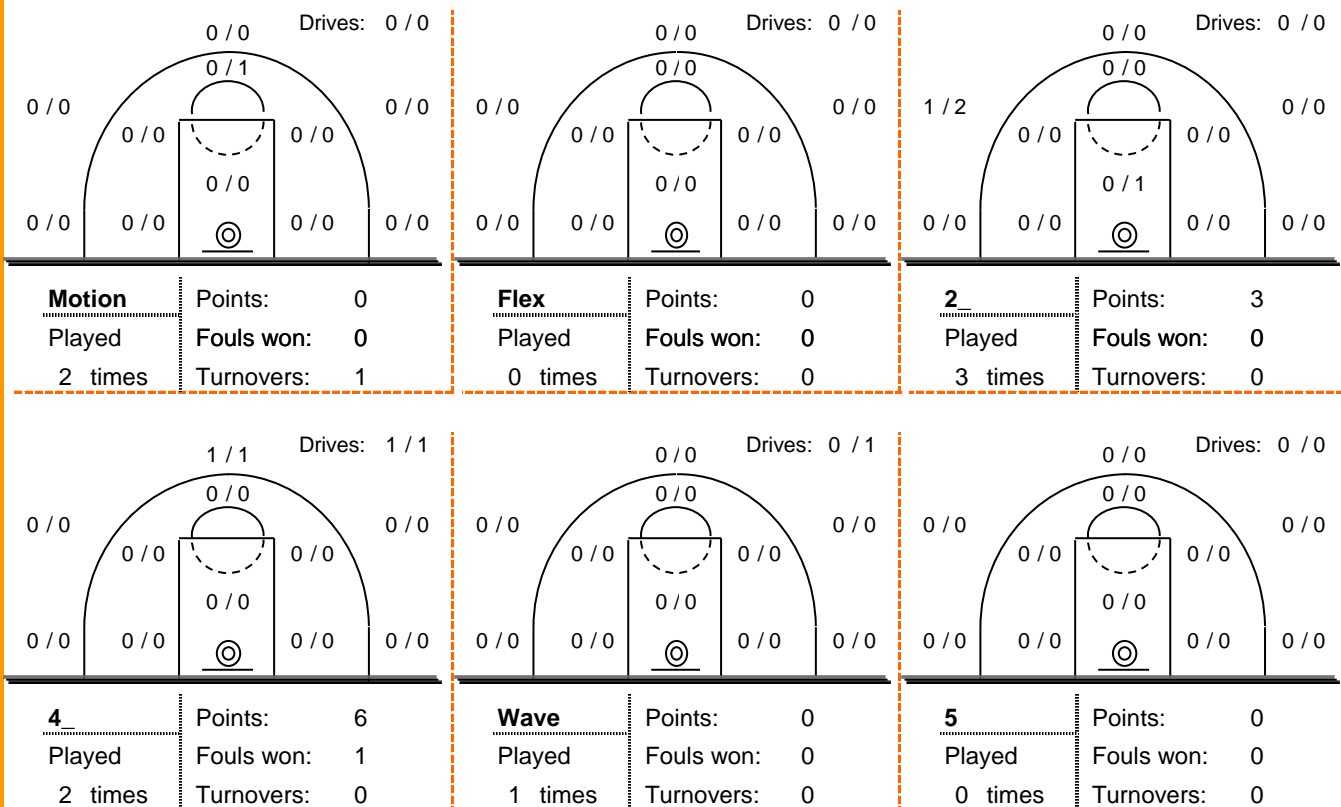 Drives: 0 / 0
0 / 0
0 / 1
0 / 0
0 / 0
0 / 0
0 / 0
0 / 0
0 / 0
0 / 0
0 / 0
0 / 0
Motion
Points: 0
Played
Fouls won: 0
2 times
Turnovers: 1
Drives: 0 / 0
0 / 0
0 / 0
0 / 0
0 / 0
0 / 0
0 / 0
0 / 0
0 / 0
0 / 0
0 / 0
0 / 0
Flex
Points: 0
Played
Fouls won: 0
0 times
Turnovers: 0
Drives: 0 / 0
0 / 0
0 / 0
1 / 2
0 / 0
0 / 0
0 / 0
0 / 1
0 / 0
0 / 0
0 / 0
0 / 0
2_
Points: 3
Played
Fouls won: 0
3 times
Turnovers: 0
Drives: 1 / 1
1 / 1
0 / 0
0 / 0
0 / 0
0 / 0
0 / 0
0 / 0
0 / 0
0 / 0
0 / 0
0 / 0
4_
Points: 6
Played
Fouls won: 1
2 times
Turnovers: 0
Drives: 0 / 1
0 / 0
0 / 0
0 / 0
0 / 0
0 / 0
0 / 0
0 / 0
0 / 0
0 / 0
0 / 0
0 / 0
Wave
Points: 0
Played
Fouls won: 0
1 times
Turnovers: 0
Drives: 0 / 0
0 / 0
0 / 0
0 / 0
0 / 0
0 / 0
0 / 0
0 / 0
0 / 0
0 / 0
0 / 0
0 / 0
5
Points: 0
Played
Fouls won: 0
0 times
Turnovers: 0